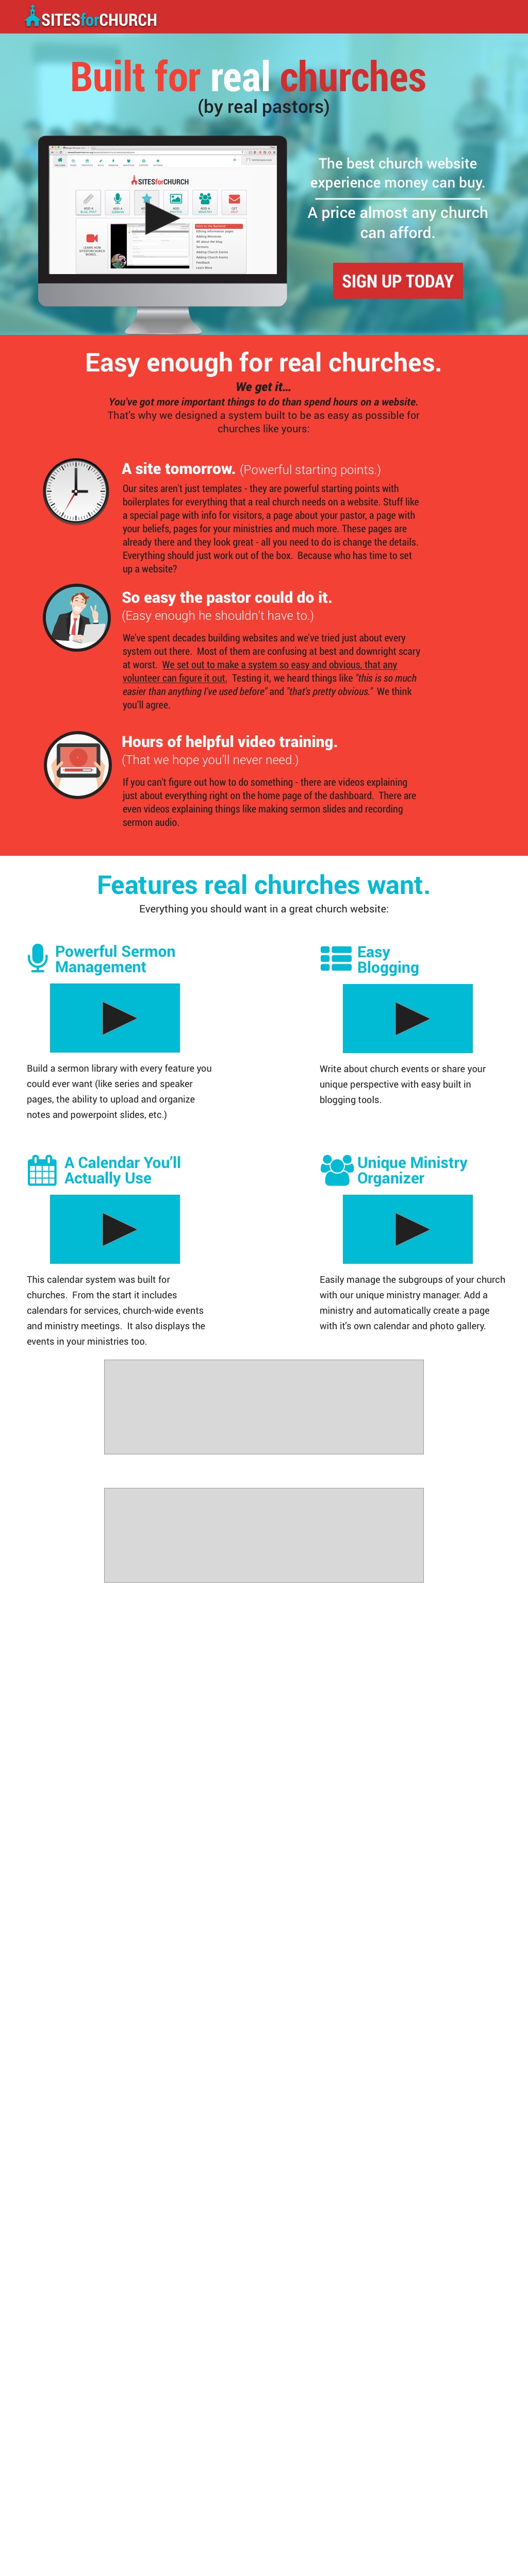 SITESforCHURCH
Built for real churches
(by real pastors)
SITESforCHURCH
The best church website
experience money can buy.
A price almost any church
can afford.
SIGN UP TODAY
Easy enough for real churches.
We get it...
You've got more important things to do than spend hours on a website.
That's why we designed a system built to be as easy as possible for
churches like yours:
A site tomorrow. (Powerful starting points.)
Our sites aren't just templates - they are powerful starting points with
boilerplates for everything that a real church needs on a website. Stuff like
a special page with info for visitors, a page about your pastor, a page with
your beliefs, pages for your ministries and much more. These pages are
already there and they look great - all you need to do is change the details.
Everything should just work out of the box.  Because who has time to set
up a website?
So easy the pastor could do it.
(Easy enough he shouldn't have to.)
We've spent decades building websites and we've tried just about every
system out there.  Most of them are confusing at best and downright scary
at worst.  We set out to make a system so easy and obvious, that any
volunteer can figure it out.  Testing it, we heard things like "this is so much
easier than anything I've used before" and "that's pretty obvious."  We think
you'll agree.
Hours of helpful video training.
(That we hope you'll never need.)
If you can't figure out how to do something - there are videos explaining
just about everything right on the home page of the dashboard.  There are
even videos explaining things like making sermon slides and recording
sermon audio.
Features real churches want.
Everything you should want in a great church website:
Powerful Sermon
Management
Build a sermon library with every feature you
could ever want (like series and speaker
pages, the ability to upload and organize
notes and powerpoint slides, etc.)
Easy
Blogging
Write about church events or share your
unique perspective with easy built in
blogging tools.
A Calendar You'll
Actually Use
This calendar system was built for
churches.  From the start it includes
calendars for services, church-wide events
and ministry meetings.  It also displays the
events in your ministries too.
Unique Ministry
Organizer
Easily manage the subgroups of your church
with our unique ministry manager. Add a
ministry and automatically create a page
with it's own calendar and photo gallery.